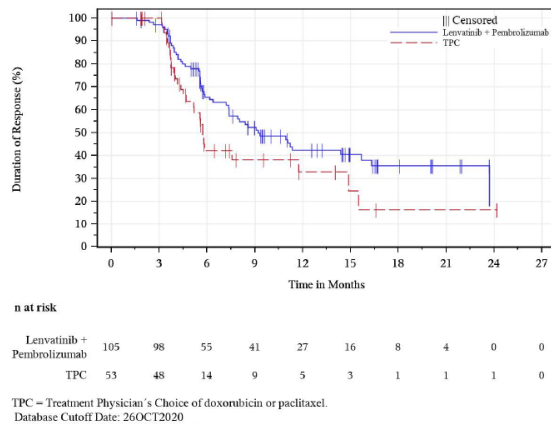 ||| Censored
Lenvatinib + Pembrolizumab
TPC
Duration of Response (%)
100
90
80
70
60
50
40
30
20
10
0
0 3 6 9 12 15 18 21 24 27
Time in Months
n at risk
Lenvatinib +
Pembrolizumab 105 98 55 41 27 16 8 4 0 0
TPC 53 48 14 9 5 3 1 1 1 0
TPC = Treatment Physician´s Choice of doxorubicin or paclitaxel.
Database Cutoff Date: 26OCT2020